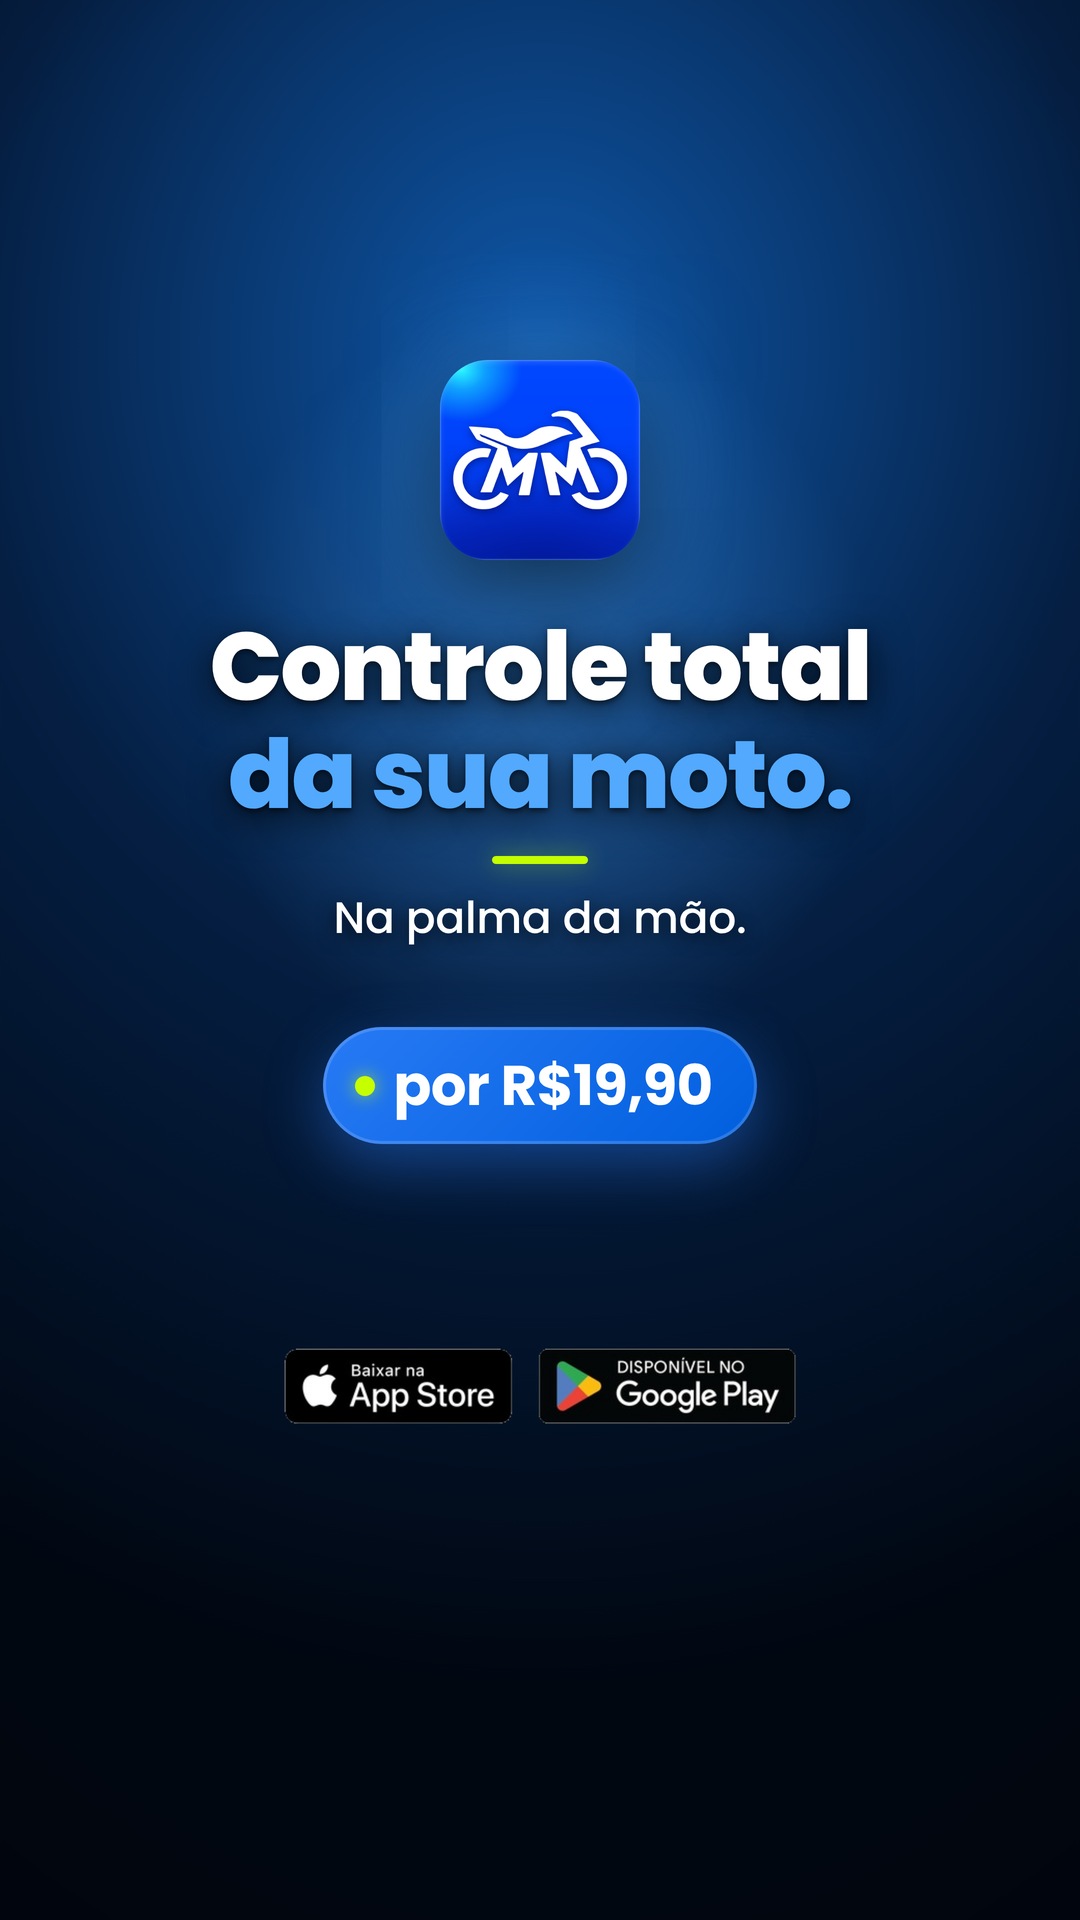 MM
Controle total
da sua moto.
Na palma da mão.
por R$19,90
Baixar na
App Store
DISPONÍVEL NO
Google Play